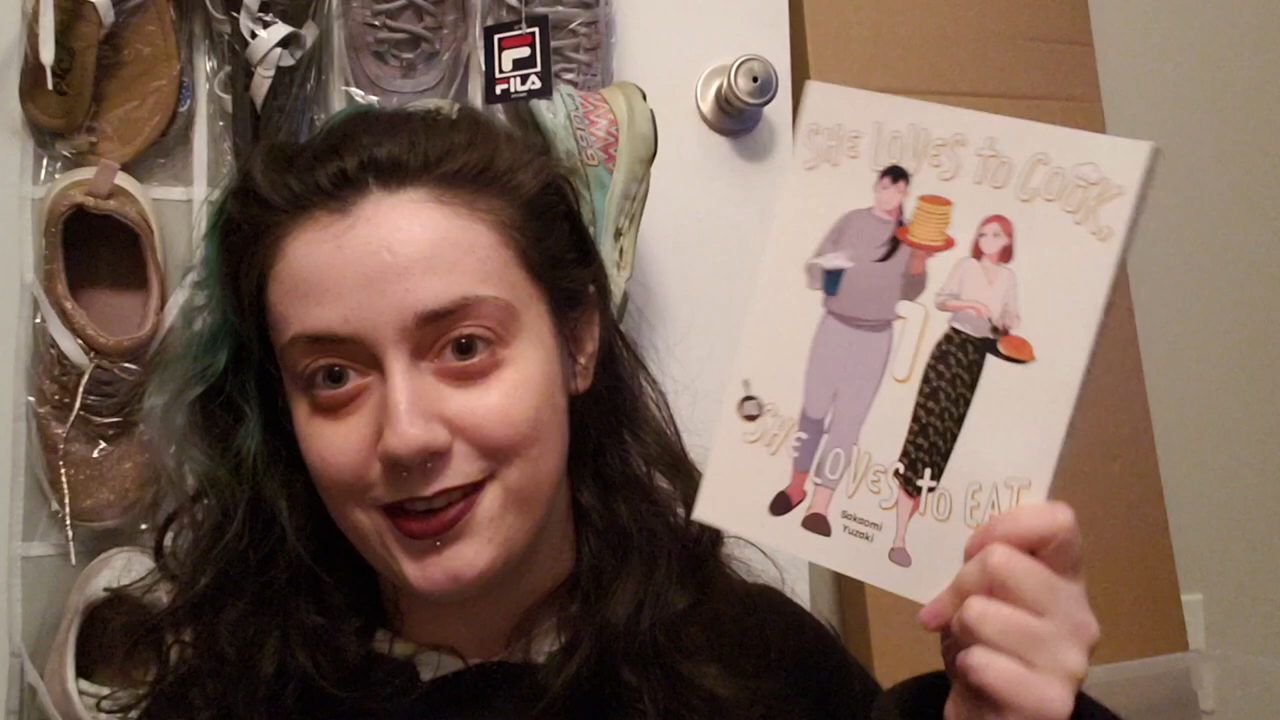 FILA
SHE LOVES to COOK,
1
SHE LOVES to EAT
Sakaomi
Yuzaki